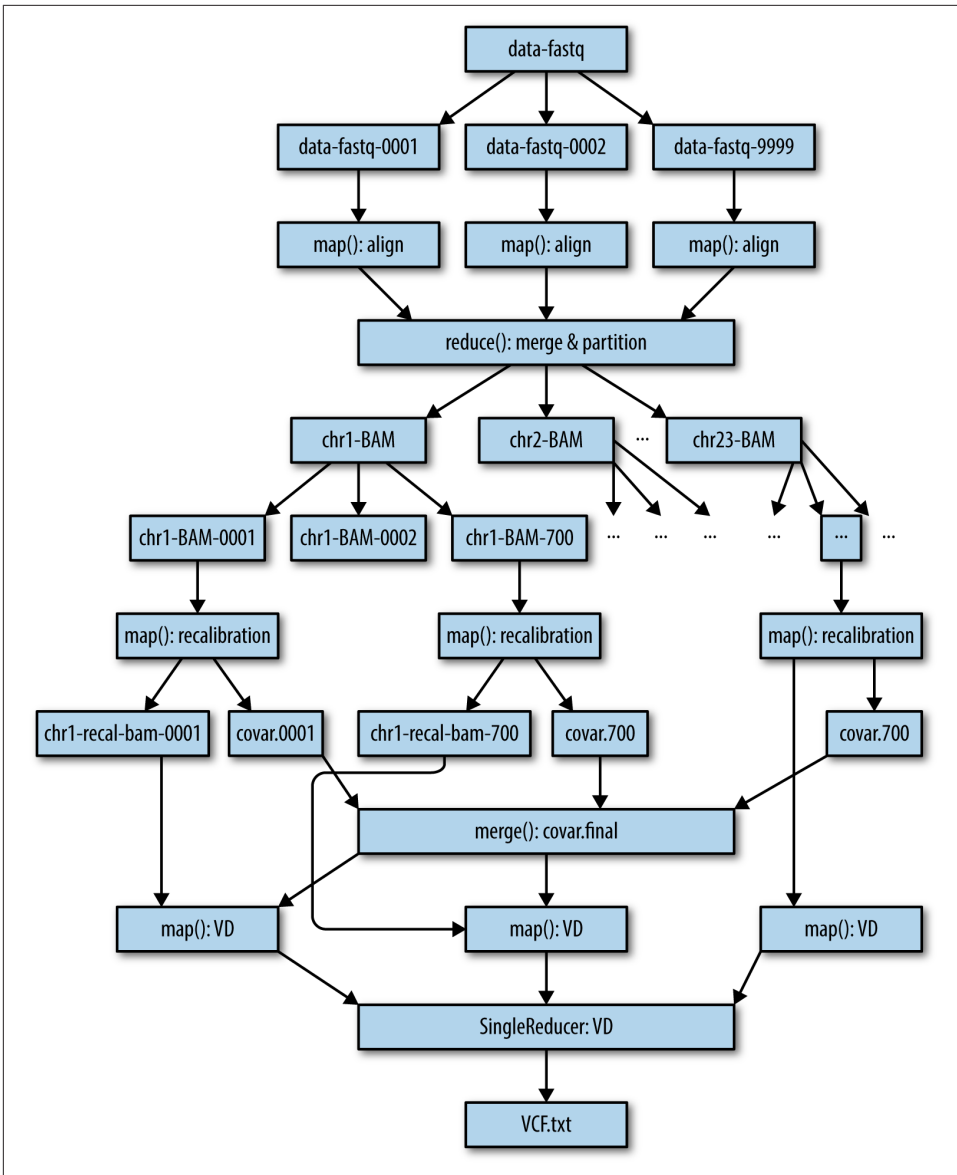 data-fastq
data-fastq-0001
data-fastq-0002
data-fastq-9999
map(): align
map(): align
map(): align
reduce(): merge & partition
chr1-BAM
chr2-BAM
...
chr23-BAM
chr1-BAM-0001
chr1-BAM-0002
chr1-BAM-700
...
...
...
...
...
...
map(): recalibration
map(): recalibration
map(): recalibration
chr1-recal-bam-0001
covar.0001
chr1-recal-bam-700
covar.700
covar.700
merge(): covar.final
map(): VD
map(): VD
map(): VD
SingleReducer: VD
VCF.txt